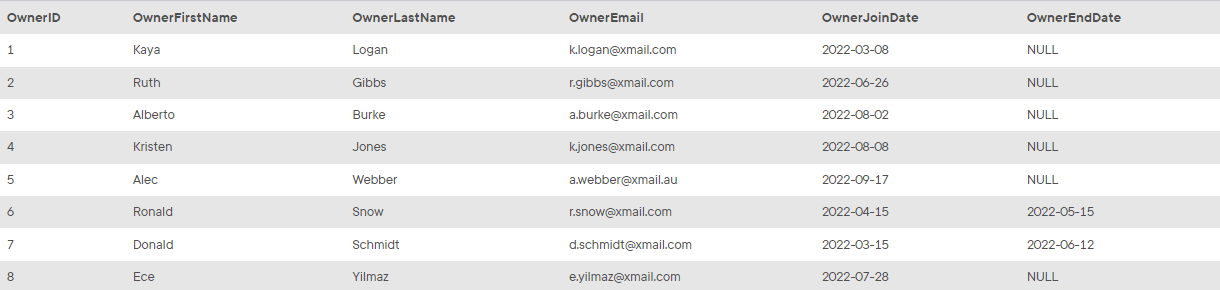 OwnerID OwnerFirstName OwnerLastName OwnerEmail OwnerJoinDate OwnerEndDate
1 Kaya Logan k.logan@xmail.com 2022-03-08 NULL
2 Ruth Gibbs r.gibbs@xmail.com 2022-06-26 NULL
3 Alberto Burke a.burke@xmail.com 2022-08-02 NULL
4 Kristen Jones k.jones@xmail.com 2022-08-08 NULL
5 Alec Webber a.webber@xmail.au 2022-09-17 NULL
6 Ronald Snow r.snow@xmail.com 2022-04-15 2022-05-15
7 Donald Schmidt d.schmidt@xmail.com 2022-03-15 2022-06-12
8 Ece Yilmaz e.yilmaz@xmail.com 2022-07-28 NULL